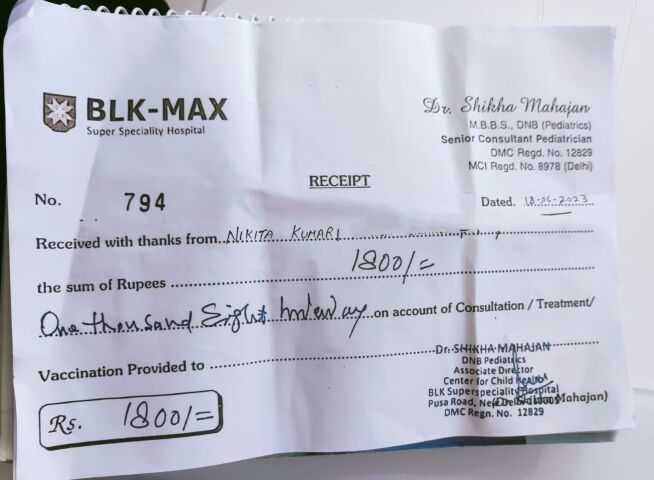 BLK-MAX
Super Speciality Hospital
Dr. Shikha Mahajan
M.B.B.S., DNB (Pediatrics)
Senior Consultant Pediatrician
DMC Regd. No. 12829
MCI Regd. No. 8978 (Delhi)
RECEIPT
No. 794
Dated. 18-06-2023
Received with thanks from NIKITA KUMARI
the sum of Rupees 1800/=
One thousand Eight on account of Consultation / Treatment/
Vaccination Provided to
Dr. SHIKHA MAHAJAN
DNB Pediatrics
Associate Director
Center for Child Health
BLK Superspeciality Hospital
Pusa Road, New Delhi-110005
DMC Regn. No. 12829
(Dr. Shikha Mahajan)
Rs. 1800/=